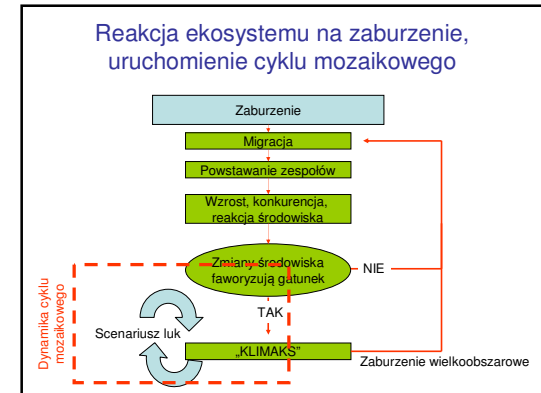 Reakcja ekosystemu na zaburzenie,
uruchomienie cyklu mozaikowego
Zaburzenie
Migracja
Powstawanie zespołów
Wzrost, konkurencja,
reakcja środowiska
Zmiany środowiska
faworyzują gatunek
NIE
TAK
Dynamika cyklu
mozaikowego
Scenariusz luk
„KLIMAKS”
Zaburzenie wielkoobszarowe